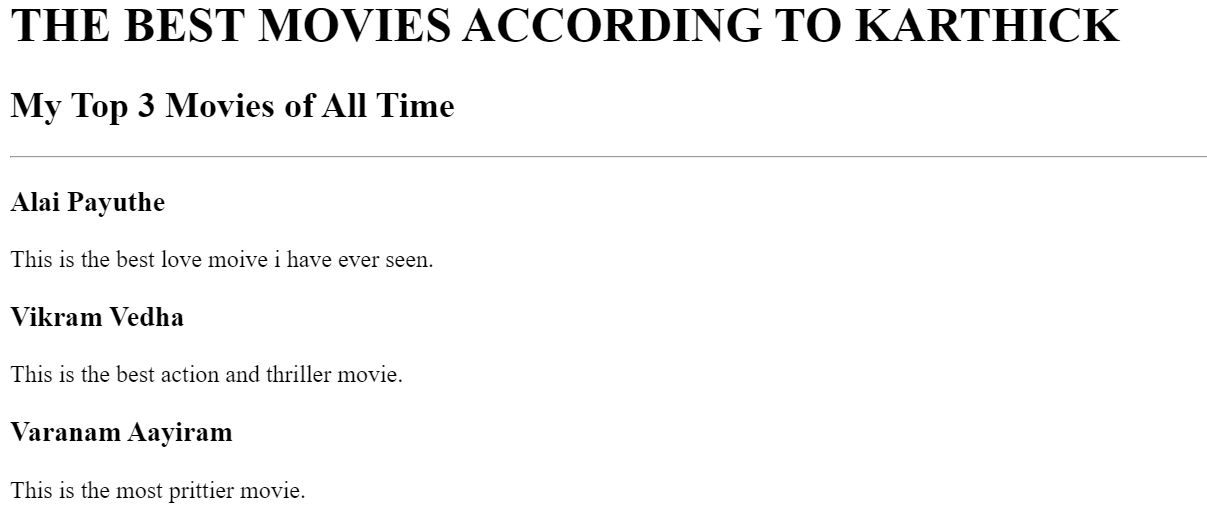 THE BEST MOVIES ACCORDING TO KARTHICK
My Top 3 Movies of All Time
Alai Payuthe
This is the best love moive i have ever seen.
Vikram Vedha
This is the best action and thriller movie.
Varanam Aayiram
This is the most prittier movie.